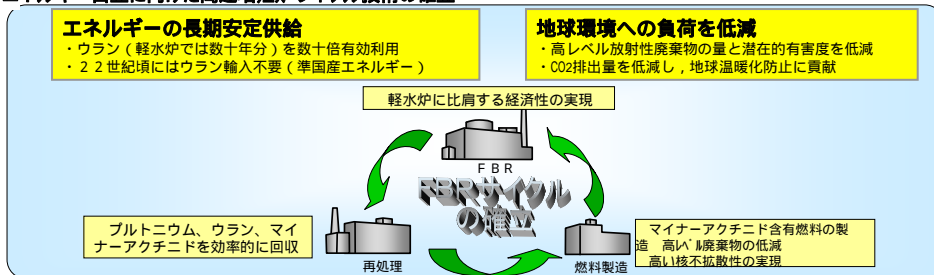 エネルギーの長期安定供給
・ウラン(軽水炉では数十年分)を数十倍有効利用
・22世紀頃にはウラン輸入不要(準国産エネルギー)
地球環境への負荷を低減
・高レベル放射性廃棄物の量と潜在的有害度を低減
・CO2排出量を低減し,地球温暖化防止に貢献
軽水炉に比肩する経済性の実現
FBR
FBRサイクル
の確立
プルトニウム、ウラン、マイ
ナーアクチニドを効率的に回収
再処理
燃料製造
マイナーアクチニド含有燃料の製
造 高レベル廃棄物の低減
高い核不拡散性の実現